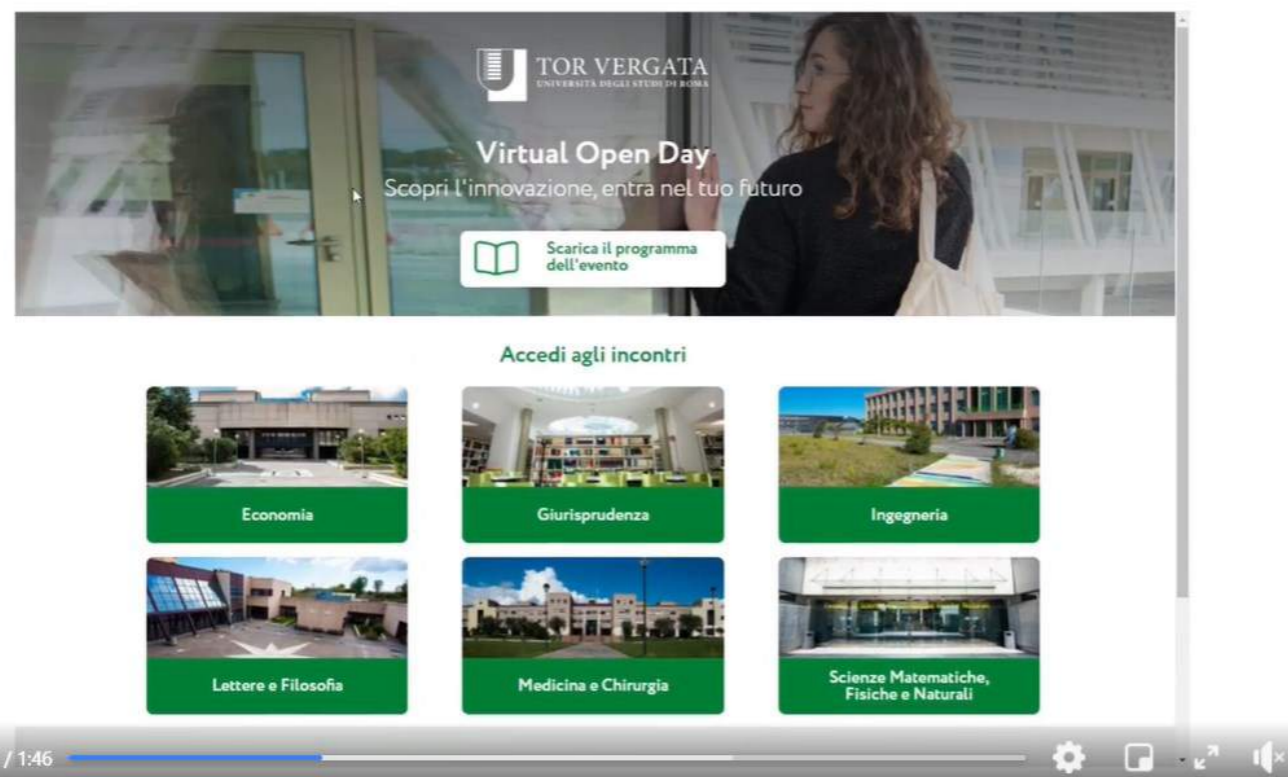 TOR VERGATA
UNIVERSITÀ DEGLI STUDI DI ROMA
Virtual Open Day
Scopri l'innovazione, entra nel tuo futuro
Scarica il programma
dell'evento
Accedi agli incontri
Economia
Giurisprudenza
Ingegneria
Lettere e Filosofia
Medicina e Chirurgia
Scienze Matematiche,
Fisiche e Naturali
/ 1:46